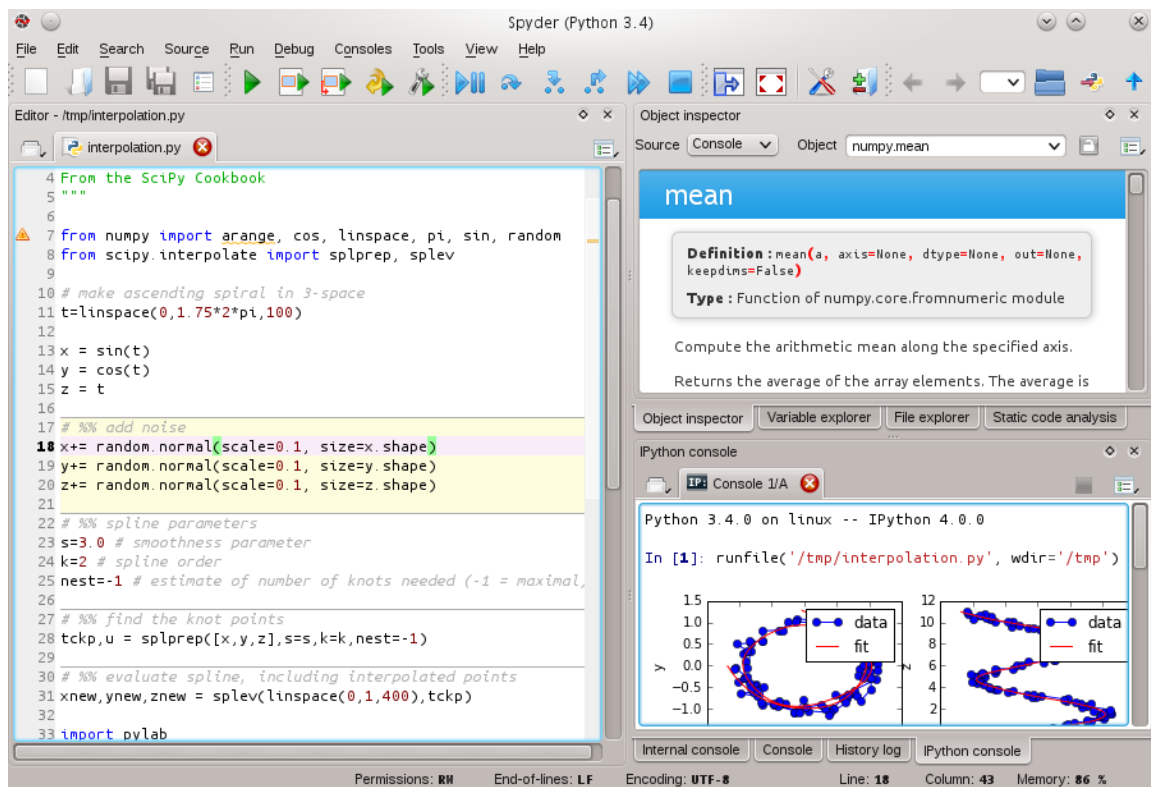 Spyder (Python 3.4)
File Edit Search Source Run Debug Consoles Tools View Help
Editor - /tmp/interpolation.py
interpolation.py
4 From the SciPy Cookbook
5 """
6
7 from numpy import arange, cos, linspace, pi, sin, random
8 from scipy.interpolate import splprep, splev
9
10 # make ascending spiral in 3-space
11 t=linspace(0,1.75*2*pi,100)
12
13 x = sin(t)
14 y = cos(t)
15 z = t
16
17 # %% add noise
18 x+= random.normal(scale=0.1, size=x.shape)
19 y+= random.normal(scale=0.1, size=y.shape)
20 z+= random.normal(scale=0.1, size=z.shape)
21
22 # %% spline parameters
23 s=3.0 # smoothness parameter
24 k=2 # spline order
25 nest=-1 # estimate of number of knots needed (-1 = maximal
26
27 # %% find the knot points
28 tckp,u = splprep([x,y,z],s=s,k=k,nest=-1)
29
30 # %% evaluate spline, including interpolated points
31 xnew,ynew,znew = splev(linspace(0,1,400),tckp)
32
33 import pylab
Object inspector
Source Console Object numpy.mean
mean
Definition : mean(a, axis=None, dtype=None, out=None,
keepdims=False)
Type : Function of numpy.core.fromnumeric module
Compute the arithmetic mean along the specified axis.
Returns the average of the array elements. The average is
Object inspector Variable explorer File explorer Static code analysis
IPython console
IP: Console 1/A
Python 3.4.0 on linux -- IPython 4.0.0
In [1]: runfile('/tmp/interpolation.py', wdir='/tmp')
1.5
1.0
0.5
0.0
−0.5
−1.0
y
data
fit
12
10
8
6
4
2
z
data
fit
Internal console Console History log IPython console
Permissions: RW End-of-lines: LF Encoding: UTF-8 Line: 18 Column: 43 Memory: 86 %